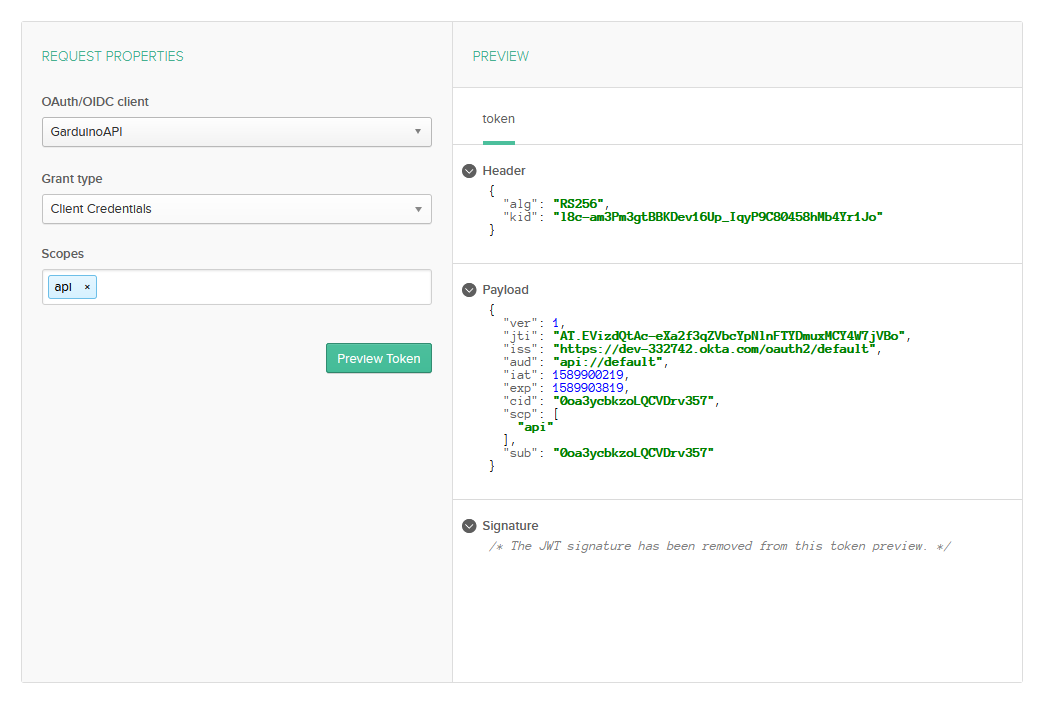 REQUEST PROPERTIES
OAuth/OIDC client
GarduinoAPI
Grant type
Client Credentials
Scopes
api ×
Preview Token
PREVIEW
token
Header
{
"alg": "RS256",
"kid": "l8c-am3Pm3gtBBKDev16Up_IqyP9C80458hMb4Yr1Jo"
}
Payload
{
"ver": 1,
"jti": "AT.EVizdQtAc-eXa2f3qZVbcYpNlnFTYDmuxMCY4W7jVBo",
"iss": "https://dev-332742.okta.com/oauth2/default",
"aud": "api://default",
"iat": 1589900219,
"exp": 1589903819,
"cid": "0oa3ycbkzoLQCVDrv357",
"scp": [
"api"
],
"sub": "0oa3ycbkzoLQCVDrv357"
}
Signature
/* The JWT signature has been removed from this token preview. */